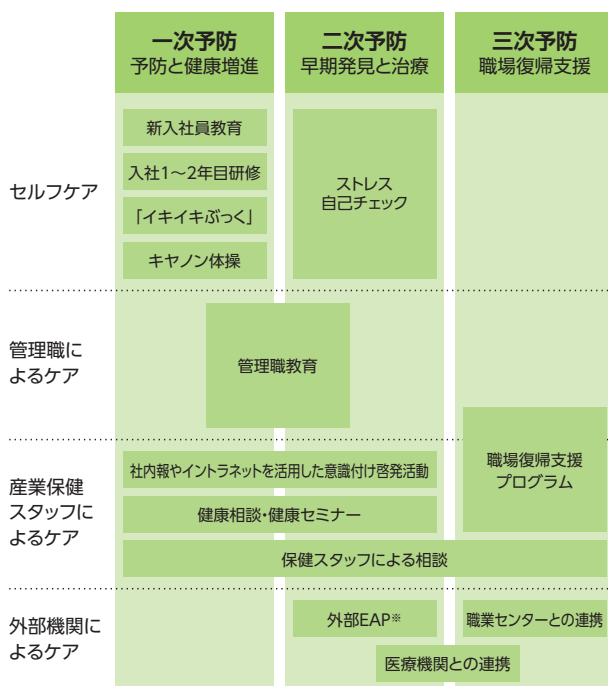 一次予防
予防と健康増進
二次予防
早期発見と治療
三次予防
職場復帰支援
セルフケア
新入社員教育
入社1〜2年目研修
「イキイキぶっく」
キヤノン体操
ストレス
自己チェック
管理職に
よるケア
管理職教育
産業保健
スタッフに
よるケア
社内報やイントラネットを活用した意識付け啓発活動
健康相談・健康セミナー
保健スタッフによる相談
職場復帰支援
プログラム
外部機関に
よるケア
外部EAP※
職業センターとの連携
医療機関との連携